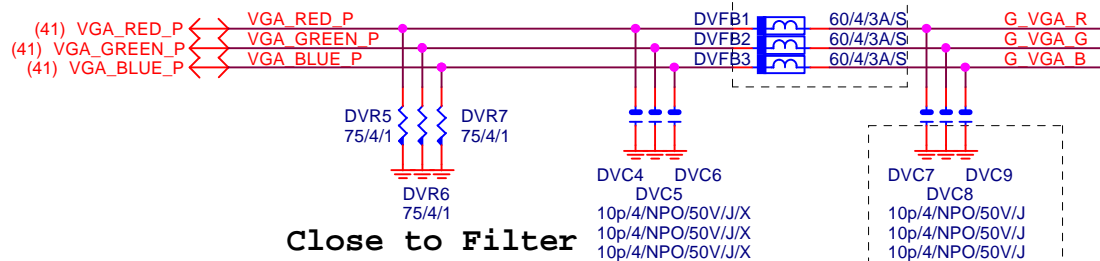 (41) VGA_RED_P VGA_RED_P DVFB1 60/4/3A/S G_VGA_R
(41) VGA_GREEN_P VGA_GREEN_P DVFB2 60/4/3A/S G_VGA_G
(41) VGA_BLUE_P VGA_BLUE_P DVFB3 60/4/3A/S G_VGA_B
DVR5 DVR7
75/4/1 75/4/1
DVC4 DVC6 DVC7 DVC9
DVR6 DVC5 DVC8
75/4/1 10p/4/NPO/50V/J/X 10p/4/NPO/50V/J
Close to Filter 10p/4/NPO/50V/J/X 10p/4/NPO/50V/J
10p/4/NPO/50V/J/X 10p/4/NPO/50V/J